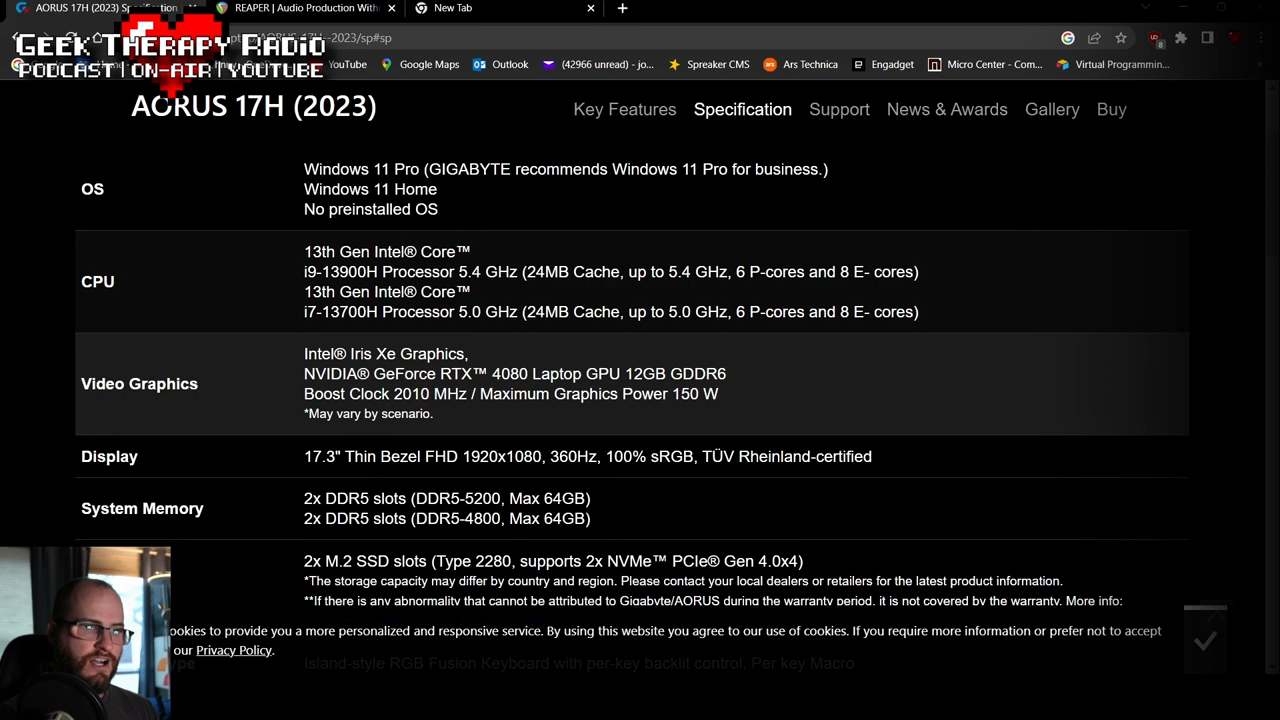 AORUS 17H (2023) Specification
REAPER | Audio Production With
New Tab
2023/sp#sp
GEEK THERAPY RADIO
PODCAST | ON-AIR | YOUTUBE
YouTube
Google Maps
Outlook
(42966 unread) - jo...
Spreaker CMS
Ars Technica
Engadget
Micro Center - Com...
Virtual Programmin...
8
AORUS 17H (2023)
Key Features
Specification
Support
News & Awards
Gallery
Buy
OS
Windows 11 Pro (GIGABYTE recommends Windows 11 Pro for business.)
Windows 11 Home
No preinstalled OS
CPU
13th Gen Intel® Core™
i9-13900H Processor 5.4 GHz (24MB Cache, up to 5.4 GHz, 6 P-cores and 8 E- cores)
13th Gen Intel® Core™
i7-13700H Processor 5.0 GHz (24MB Cache, up to 5.0 GHz, 6 P-cores and 8 E- cores)
Video Graphics
Intel® Iris Xe Graphics,
NVIDIA® GeForce RTX™ 4080 Laptop GPU 12GB GDDR6
Boost Clock 2010 MHz / Maximum Graphics Power 150 W
*May vary by scenario.
Display
17.3" Thin Bezel FHD 1920x1080, 360Hz, 100% sRGB, TÜV Rheinland-certified
System Memory
2x DDR5 slots (DDR5-5200, Max 64GB)
2x DDR5 slots (DDR5-4800, Max 64GB)
2x M.2 SSD slots (Type 2280, supports 2x NVMe™ PCIe® Gen 4.0x4)
*The storage capacity may differ by country and region. Please contact your local dealers or retailers for the latest product information.
**If there is any abnormality that cannot be attributed to Gigabyte/AORUS during the warranty period, it is not covered by the warranty. More info:
ookies to provide you a more personalized and responsive service. By using this website you agree to our use of cookies. If you require more information or prefer not to accept
our Privacy Policy.
Type
Island-style RGB Fusion Keyboard with per-key backlit control, Per key Macro